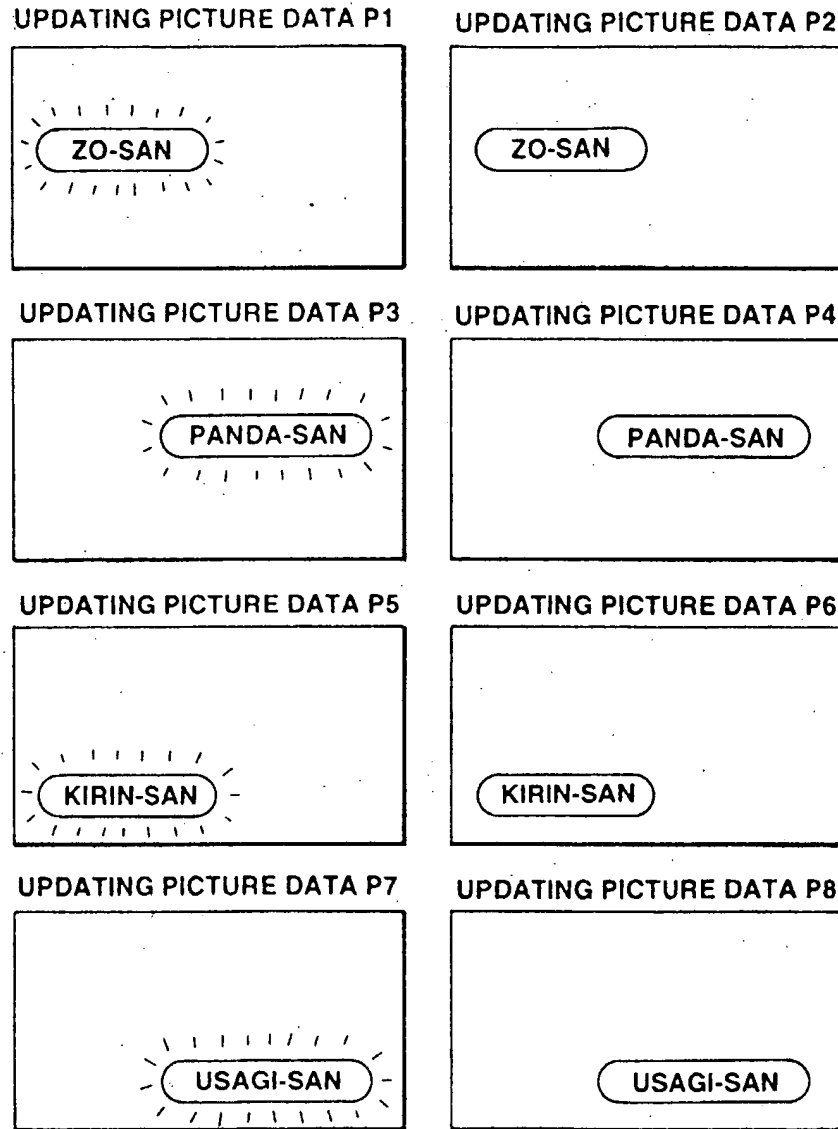 UPDATING PICTURE DATA P1
UPDATING PICTURE DATA P2
ZO-SAN
ZO-SAN
UPDATING PICTURE DATA P3
UPDATING PICTURE DATA P4
PANDA-SAN
PANDA-SAN
UPDATING PICTURE DATA P5
UPDATING PICTURE DATA P6
KIRIN-SAN
KIRIN-SAN
UPDATING PICTURE DATA P7
UPDATING PICTURE DATA P8
USAGI-SAN
USAGI-SAN